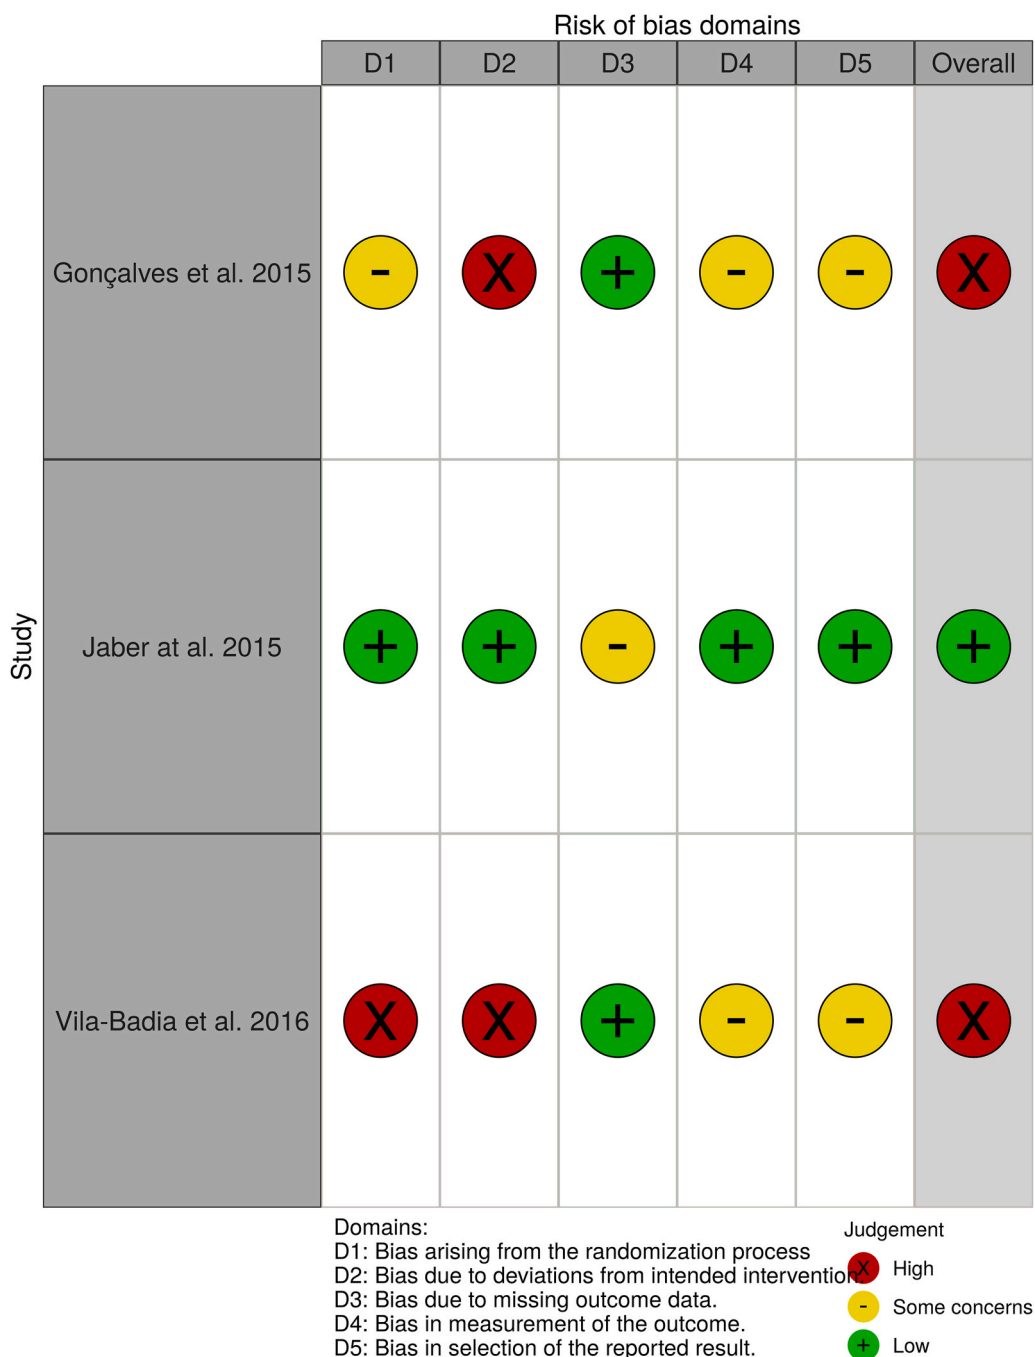 Risk of bias domains
D1 D2 D3 D4 D5 Overall
Study
Gonçalves et al. 2015 - X + - - X
Jaber at al. 2015 + + - + + +
Vila-Badia et al. 2016 X X + - - X
Domains:
D1: Bias arising from the randomization process
D2: Bias due to deviations from intended intervention.
D3: Bias due to missing outcome data.
D4: Bias in measurement of the outcome.
D5: Bias in selection of the reported result.
Judgement
X High
- Some concerns
+ Low